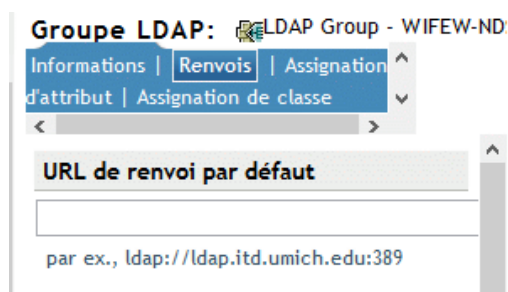 Groupe LDAP: LDAP Group - WIFEW-ND
Informations | Renvois | Assignation
d'attribut | Assignation de classe
URL de renvoi par défaut
par ex., ldap://ldap.itd.umich.edu:389